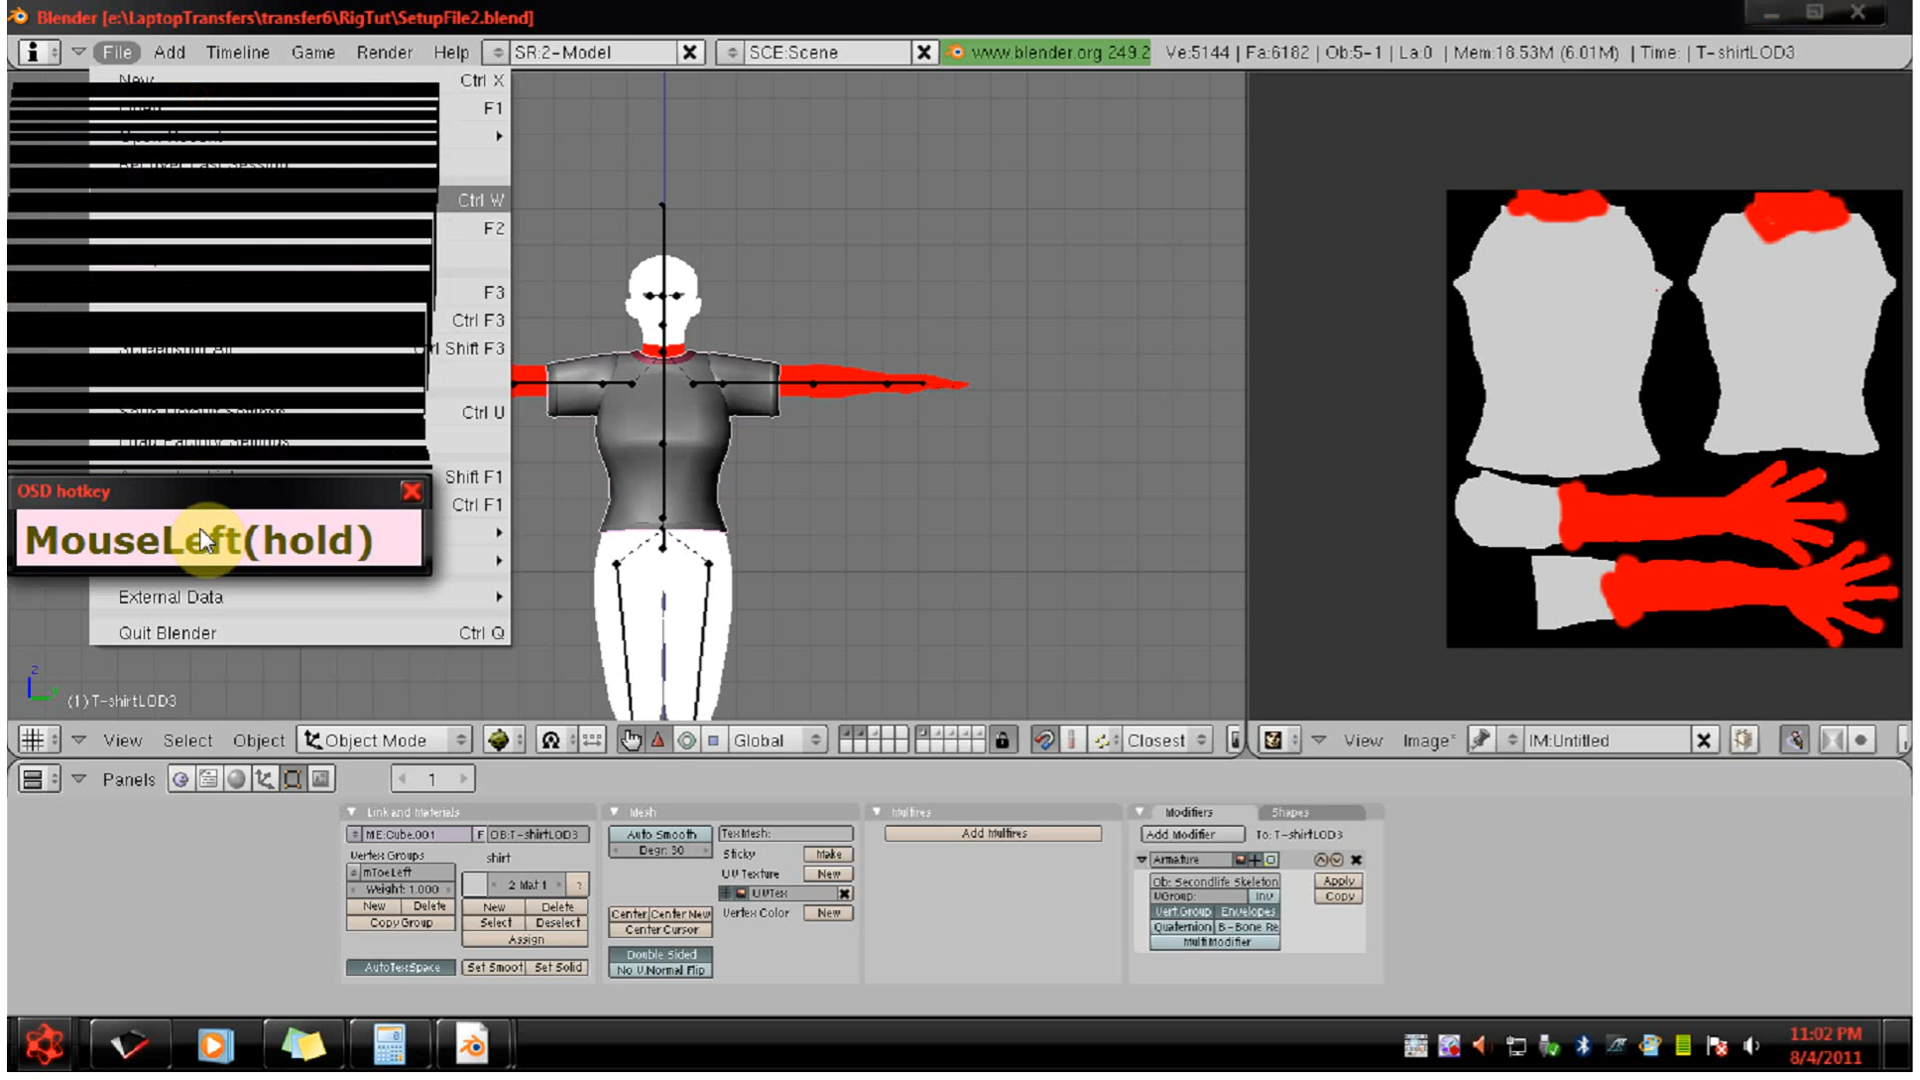 Blender [e:\LaptopTransfers\transfer6\RigTut\SetupFile2.blend]
File Add Timeline Game Render Help SR:2-Model SCE:Scene www.blender.org 249.2 Ve:5144 | Fa:6182 | Ob:5-1 | La:0 | Mem:18.53M (6.01M) | Time: | T-shirtLOD3
New Ctrl X
F1
Ctrl W
F2
F3
Ctrl F3
Shift F3
Ctrl U
Shift F1
Ctrl F1
OSD hotkey
MouseLeft(hold)
External Data
Quit Blender Ctrl Q
z
(1) T-shirtLOD3
View Select Object Object Mode Global Closest View Image* IM:Untitled
Panels 1
Link and Materials Mesh Multires Modifiers Shapes
ME:Cube.001 F OB:T-shirtLOD3 Auto Smooth TexMesh: Add Multires Add Modifier To: T-shirtLOD3
Degr: 30
Vertex Groups shirt Sticky Make Armature
mToeLeft UV Texture New
Weight: 1.000 2 Mat 1 ? UVTex Ob: Secondlife Skeleton Apply
VGroup: Inv Copy
New Delete New Delete Center Center New Vertex Color New Vert.Group Envelopes
Copy Group Select Deselect Center Cursor Quaternion B-Bone Re
Assign MultiModifier
Double Sided
AutoTexSpace Set Smoot Set Solid No V.Normal Flip
11:02 PM
8/4/2011